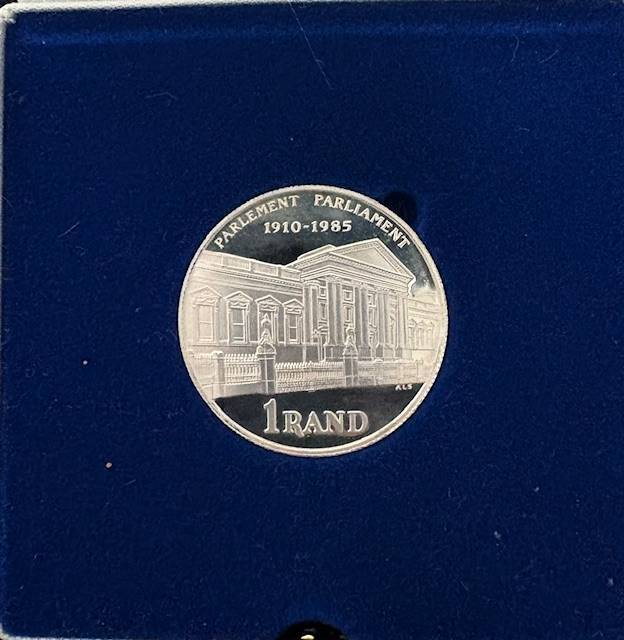 PARLEMENT PARLIAMENT
1910-1985
ALS
1 RAND